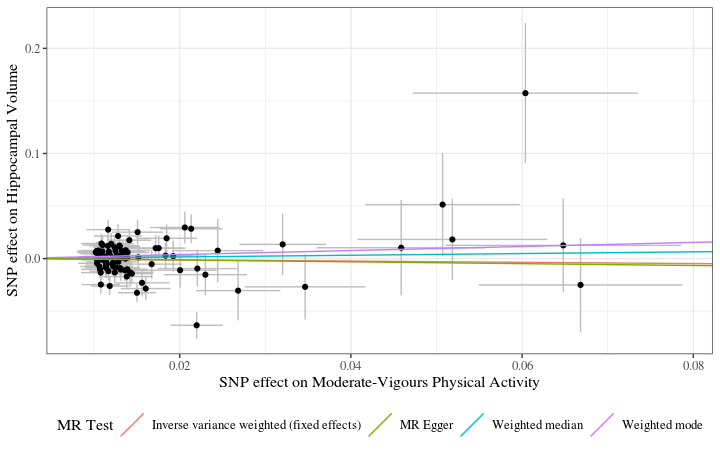 SNP effect on Hippocampal Volume
0.2
0.1
0.0
0.02 0.04 0.06 0.08
SNP effect on Moderate-Vigours Physical Activity
MR Test Inverse variance weighted (fixed effects) MR Egger Weighted median Weighted mode